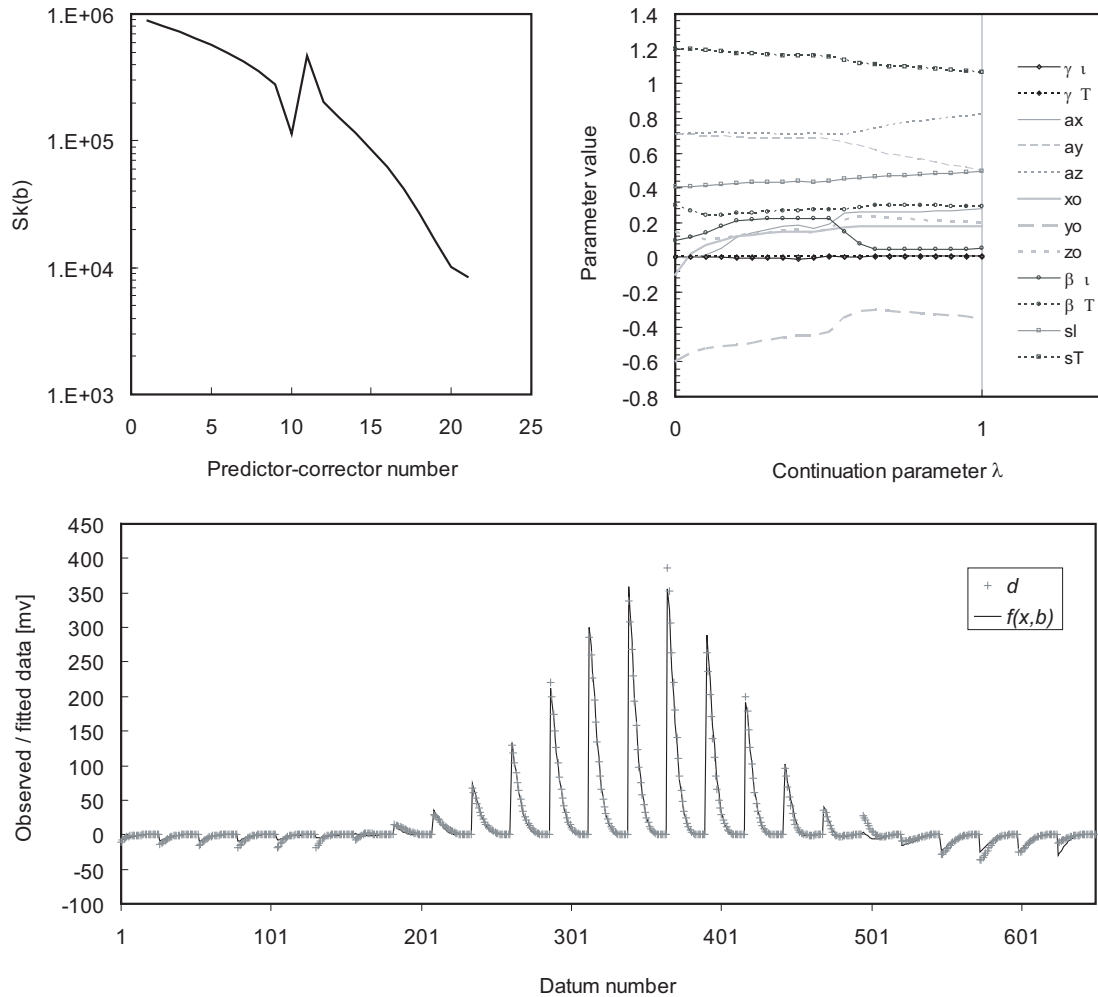 1.E+06
1.E+05
1.E+04
1.E+03
Sk(b)
0 5 10 15 20 25
Predictor-corrector number
1.4
1.2
1
0.8
0.6
0.4
0.2
0
-0.2
-0.4
-0.6
-0.8
Parameter value
0 1
Continuation parameter λ
γ ι
γ T
ax
ay
az
xo
yo
zo
β ι
β T
sl
sT
450
400
350
300
250
200
150
100
50
0
-50
-100
Observed / fitted data [mv]
d
f(x,b)
1 101 201 301 401 501 601
Datum number